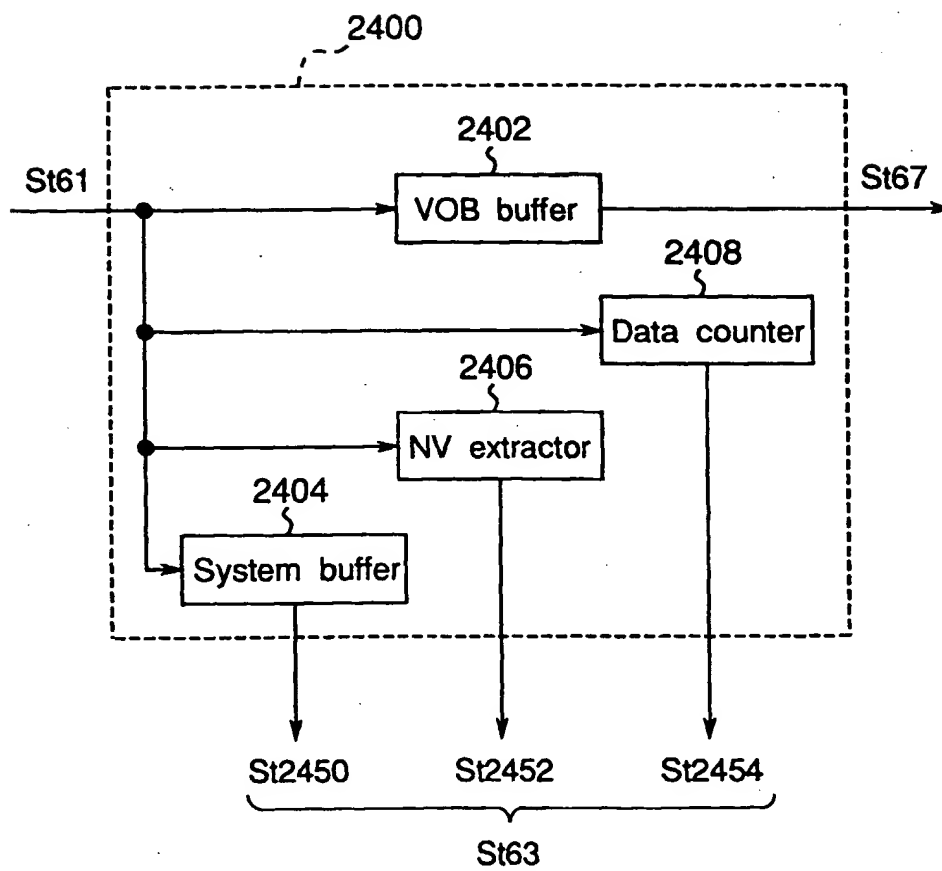 2400
2402
St61
St67
VOB buffer
2408
Data counter
2406
NV extractor
2404
System buffer
St2450 St2452 St2454
St63